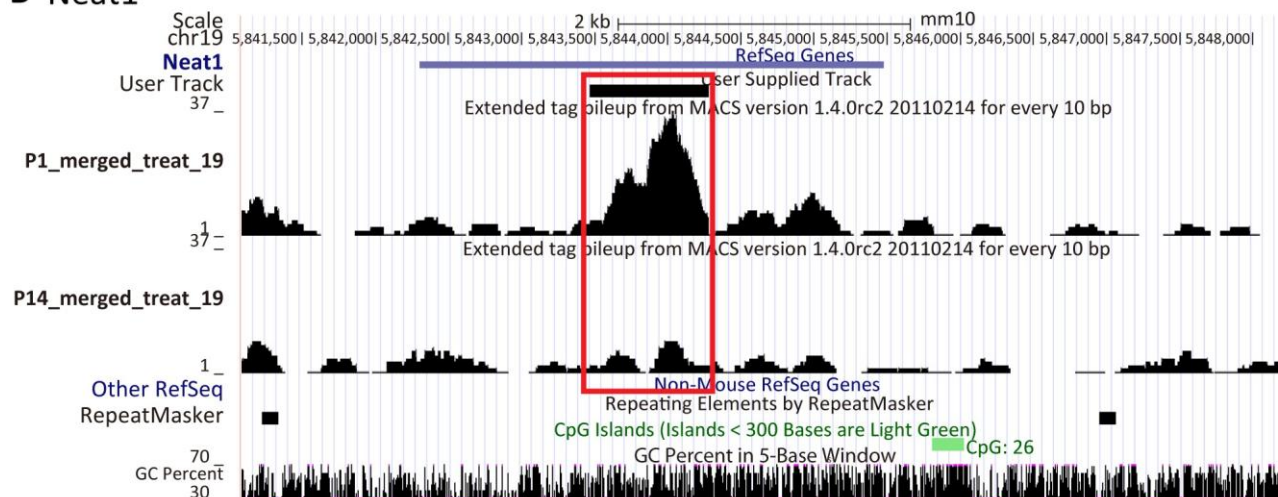 D Neat1
Scale 2 kb mm10
chr19 5,841,500 5,842,000 5,842,500 5,843,000 5,843,500 5,844,000 5,844,500 5,845,000 5,845,500 5,846,000 5,846,500 5,847,000 5,847,500 5,848,000
Neat1 RefSeq Genes
User Track User Supplied Track
37 _ Extended tag pileup from MACS version 1.4.0rc2 20110214 for every 10 bp
P1_merged_treat_19
1 _
37 _ Extended tag pileup from MACS version 1.4.0rc2 20110214 for every 10 bp
P14_merged_treat_19
1 _
Other RefSeq Non-Mouse RefSeq Genes
RepeatMasker Repeating Elements by RepeatMasker
CpG Islands (Islands < 300 Bases are Light Green)
CpG: 26
70 _ GC Percent in 5-Base Window
GC Percent
30